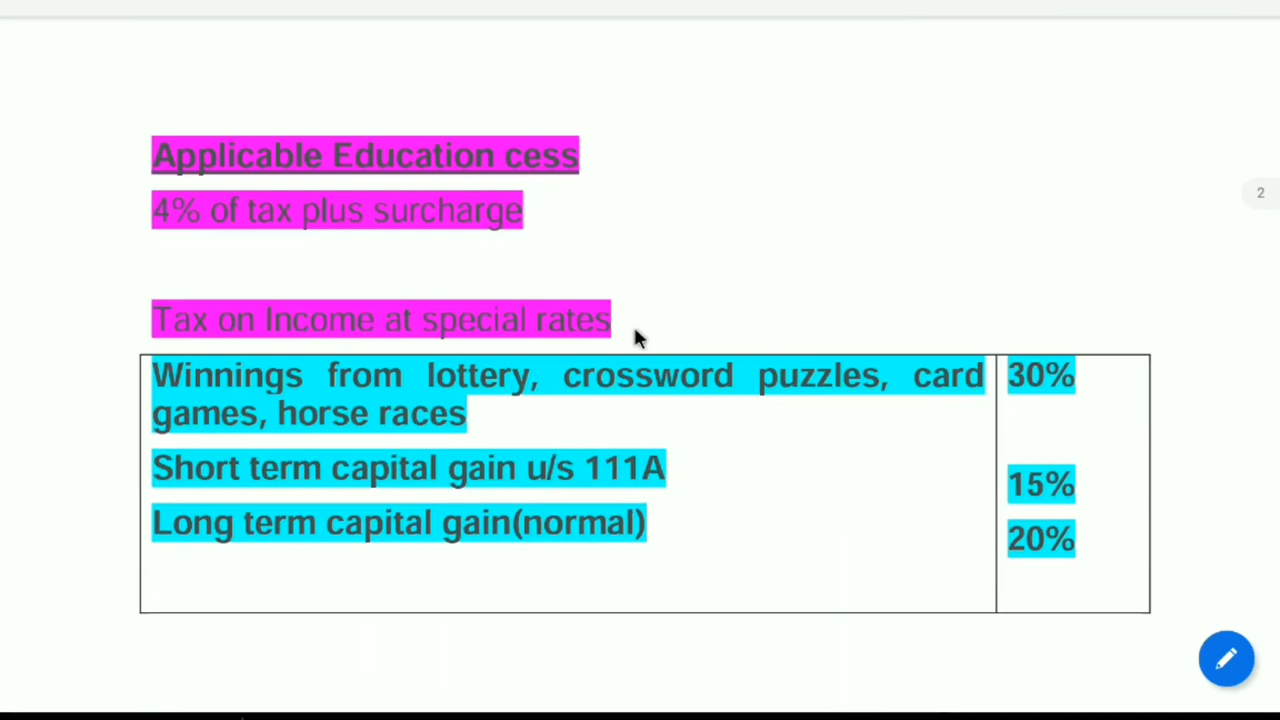 Applicable Education cess
4% of tax plus surcharge
2
Tax on Income at special rates
Winnings from lottery, crossword puzzles, card 30%
games, horse races
Short term capital gain u/s 111A 15%
Long term capital gain(normal) 20%